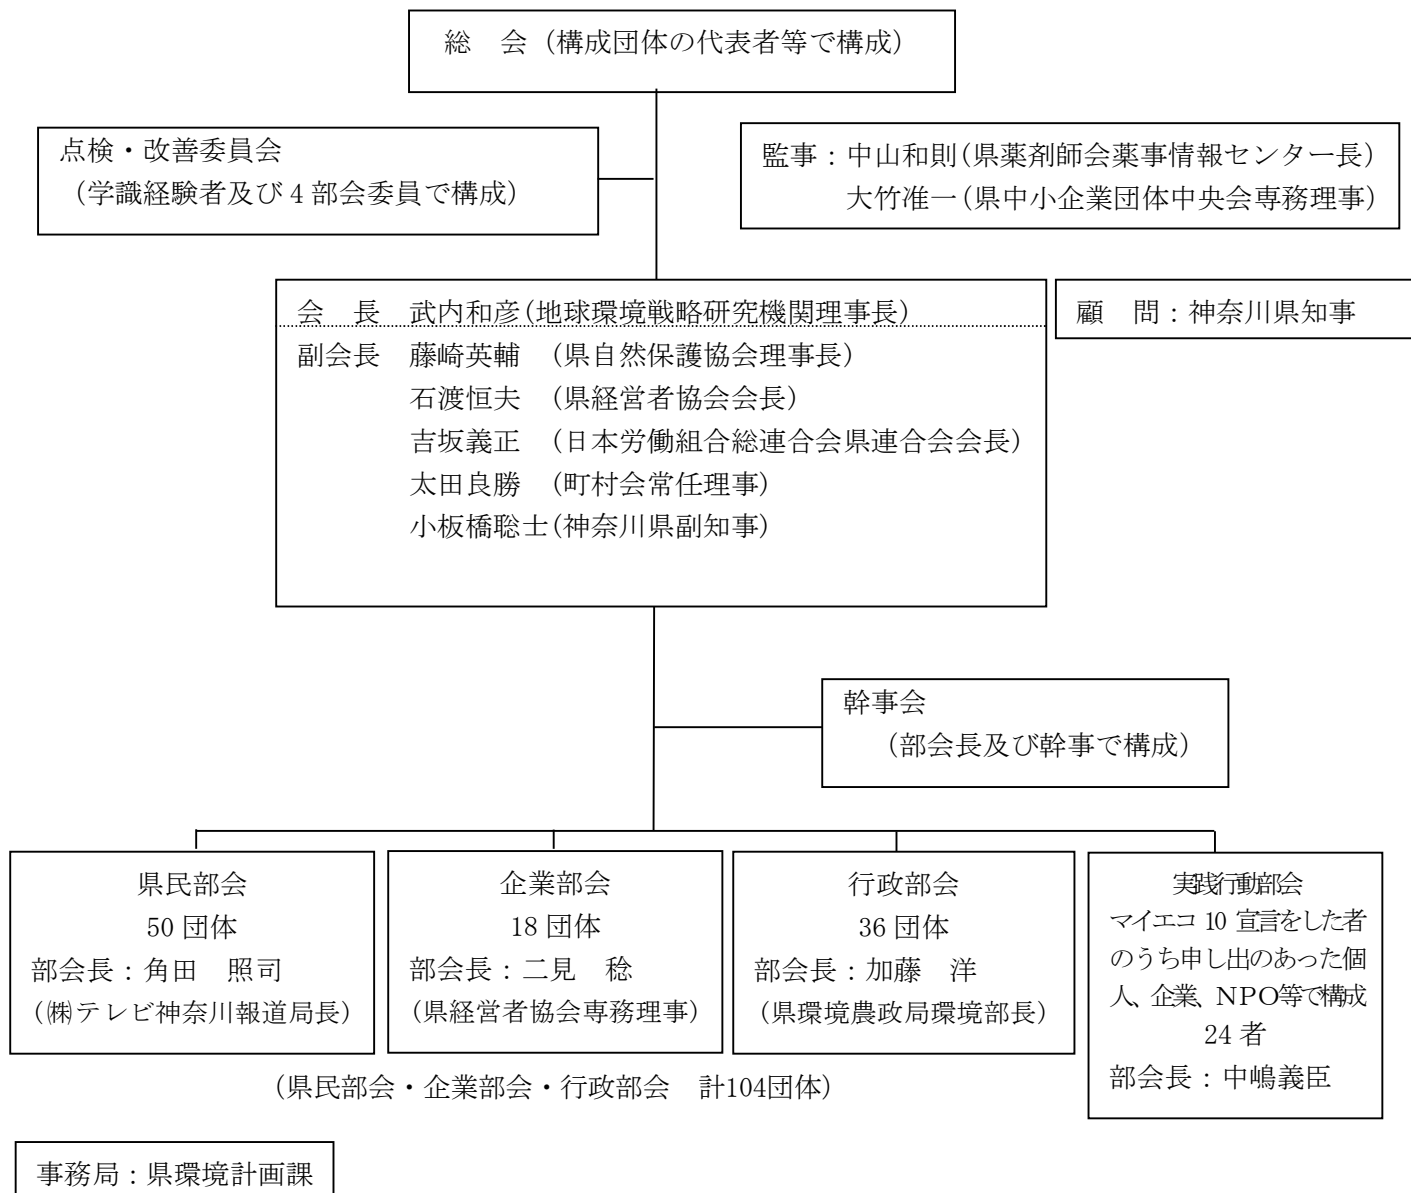 総　会（構成団体の代表者等で構成）
点検・改善委員会
（学識経験者及び４部会委員で構成）
監事：中山和則(県薬剤師会薬事情報センター長)
大竹准一(県中小企業団体中央会専務理事)
会　長　武内和彦(地球環境戦略研究機関理事長)
顧　問：神奈川県知事
副会長　藤崎英輔　(県自然保護協会理事長)
石渡恒夫　(県経営者協会会長)
吉坂義正　(日本労働組合総連合会県連合会会長)
太田良勝　(町村会常任理事)
小板橋聡士(神奈川県副知事)
幹事会
（部会長及び幹事で構成）
県民部会
50 団体
部会長：角田　照司
(㈱テレビ神奈川報道局長)
企業部会
18 団体
部会長：二見　稔
(県経営者協会専務理事)
行政部会
36 団体
部会長：加藤　洋
(県環境農政局環境部長)
実践行動部会
マイエコ 10 宣言をした者
のうち申し出のあった個
人、企業、NPO等で構成
24 者
部会長：中嶋義臣
（県民部会・企業部会・行政部会　計104団体）
事務局：県環境計画課